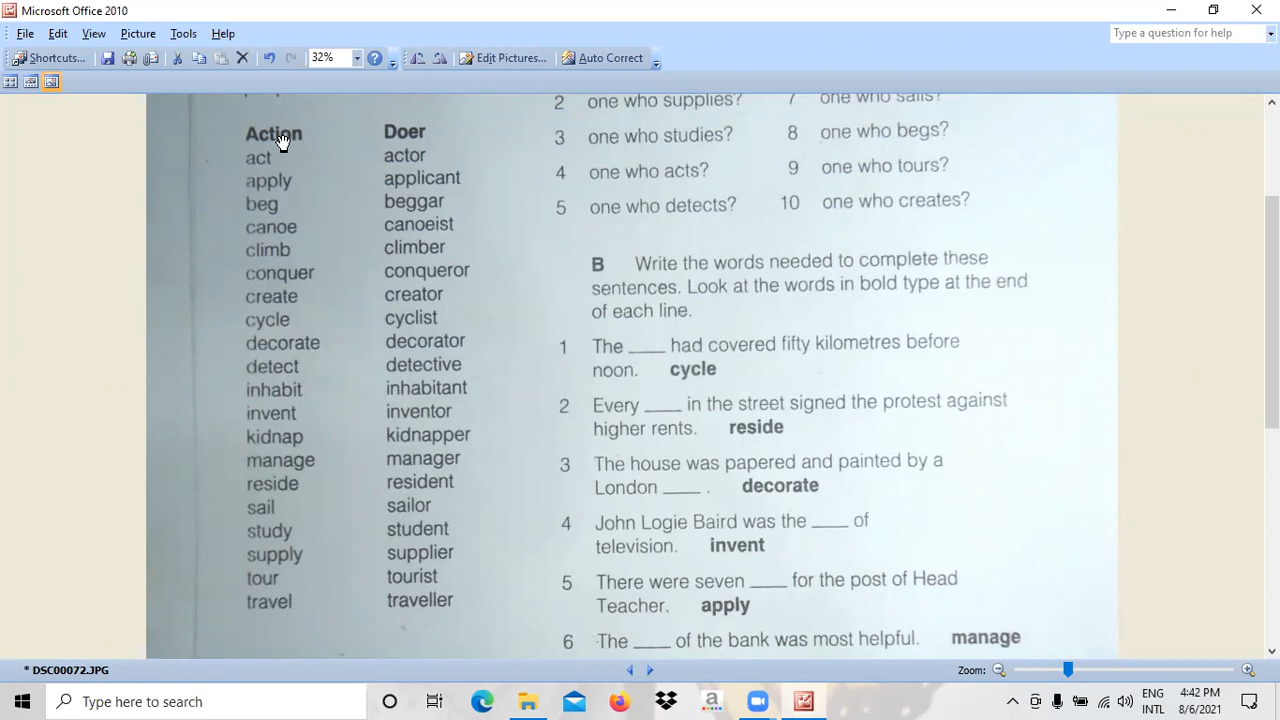 Microsoft Office 2010
File Edit View Picture Tools Help
Type a question for help
Shortcuts...
32%
Edit Pictures...
Auto Correct
Action Doer
act actor
apply applicant
beg beggar
canoe canoeist
climb climber
conquer conqueror
create creator
cycle cyclist
decorate decorator
detect detective
inhabit inhabitant
invent inventor
kidnap kidnapper
manage manager
reside resident
sail sailor
study student
supply supplier
tour tourist
travel traveller
2 one who supplies? 7 one who sails?
3 one who studies? 8 one who begs?
4 one who acts? 9 one who tours?
5 one who detects? 10 one who creates?
B Write the words needed to complete these
sentences. Look at the words in bold type at the end
of each line.
1 The ____ had covered fifty kilometres before
noon. cycle
2 Every ____ in the street signed the protest against
higher rents. reside
3 The house was papered and painted by a
London ____ . decorate
4 John Logie Baird was the ____ of
television. invent
5 There were seven ____ for the post of Head
Teacher. apply
6 The ____ of the bank was most helpful. manage
* DSC00072.JPG
Zoom:
Type here to search
ENG
INTL
4:42 PM
8/6/2021